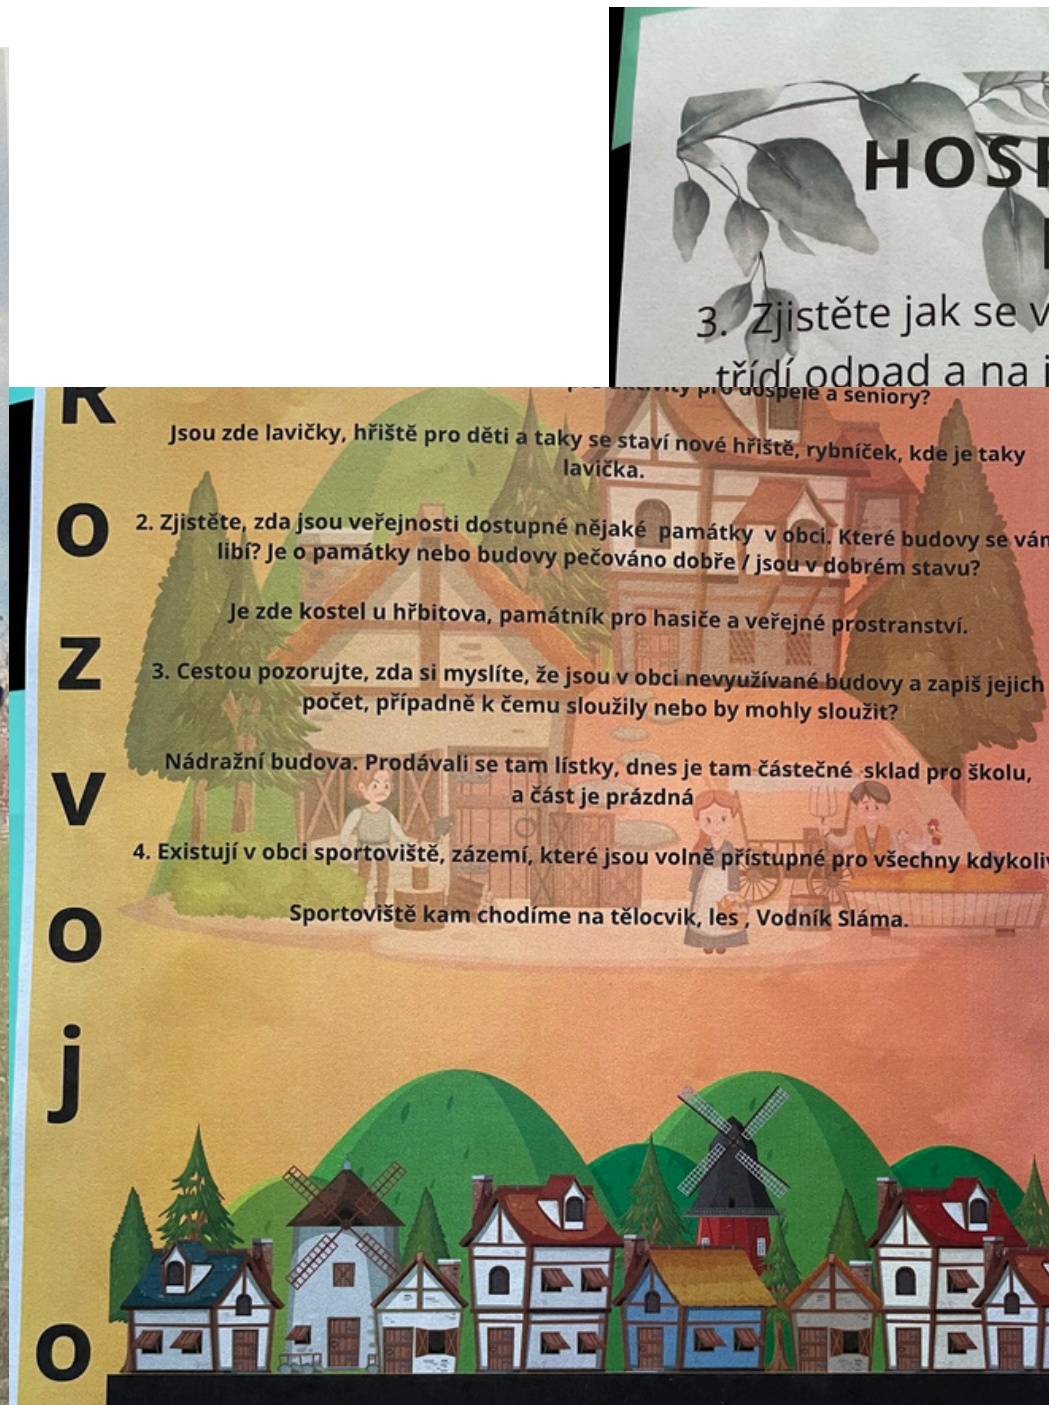 HOSP
3. Zjistěte jak se v
třídí odpad a na
pro dospělé a seniory?
Jsou zde lavičky, hřiště pro děti a taky se staví nové hřiště, rybníček, kde je taky
lavička.
2. Zjistěte, zda jsou veřejnosti dostupné nějaké památky v obci. Které budovy se vám
libí? Je o památky nebo budovy pečováno dobře / jsou v dobrém stavu?
Je zde kostel u hřbitova, památník pro hasiče a veřejné prostranství.
3. Cestou pozorujte, zda si myslíte, že jsou v obci nevyužívané budovy a zapiš jejich
počet, případně k čemu sloužily nebo by mohly sloužit?
Nádražní budova. Prodávali se tam lístky, dnes je tam částečné sklad pro školu,
a část je prázdná
4. Existují v obci sportoviště, zázemí, které jsou volně přístupné pro všechny kdykoliv
Sportoviště kam chodíme na tělocvik, les , Vodník Sláma.
R
o
z
v
o
j
o